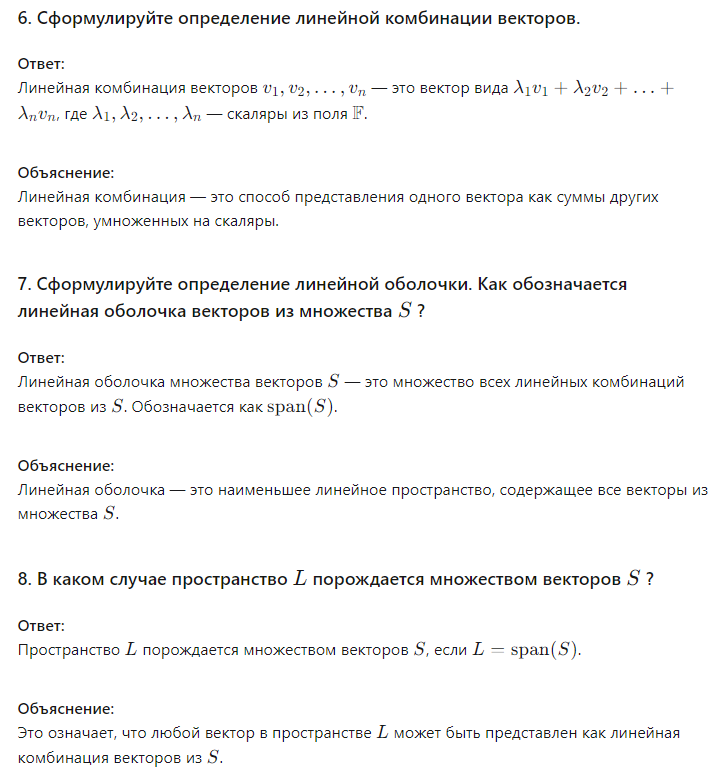 6. Сформулируйте определение линейной комбинации векторов.
Ответ:
Линейная комбинация векторов v₁, v₂, . . . , vₙ — это вектор вида λ₁v₁ + λ₂v₂ + . . . +
λₙvₙ, где λ₁, λ₂, . . . , λₙ — скаляры из поля 𝔽.
Объяснение:
Линейная комбинация — это способ представления одного вектора как суммы других
векторов, умноженных на скаляры.
7. Сформулируйте определение линейной оболочки. Как обозначается
линейная оболочка векторов из множества S ?
Ответ:
Линейная оболочка множества векторов S — это множество всех линейных комбинаций
векторов из S. Обозначается как span(S).
Объяснение:
Линейная оболочка — это наименьшее линейное пространство, содержащее все векторы из
множества S.
8. В каком случае пространство L порождается множеством векторов S ?
Ответ:
Пространство L порождается множеством векторов S, если L = span(S).
Объяснение:
Это означает, что любой вектор в пространстве L может быть представлен как линейная
комбинация векторов из S.